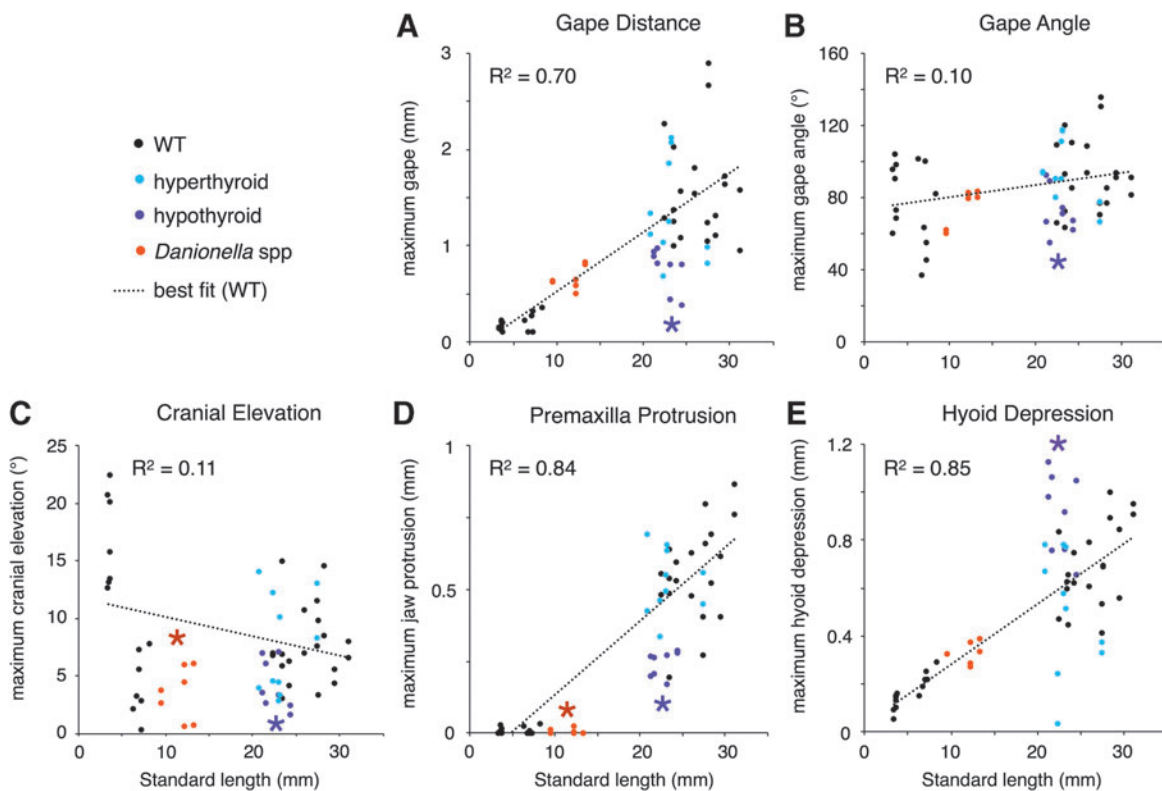 A Gape Distance
R² = 0.70
maximum gape (mm)
3
2
1
0
0 10 20 30
B Gape Angle
R² = 0.10
maximum gape angle (°)
160
120
80
40
0
0 10 20 30
WT
hyperthyroid
hypothyroid
Danionella spp
best fit (WT)
C Cranial Elevation
R² = 0.11
maximum cranial elevation (°)
25
20
15
10
5
0
0 10 20 30
Standard length (mm)
D Premaxilla Protrusion
R² = 0.84
maximum jaw protrusion (mm)
1
0.5
0
0 10 20 30
Standard length (mm)
E Hyoid Depression
R² = 0.85
maximum hyoid depression (mm)
1.2
0.8
0.4
0
0 10 20 30
Standard length (mm)